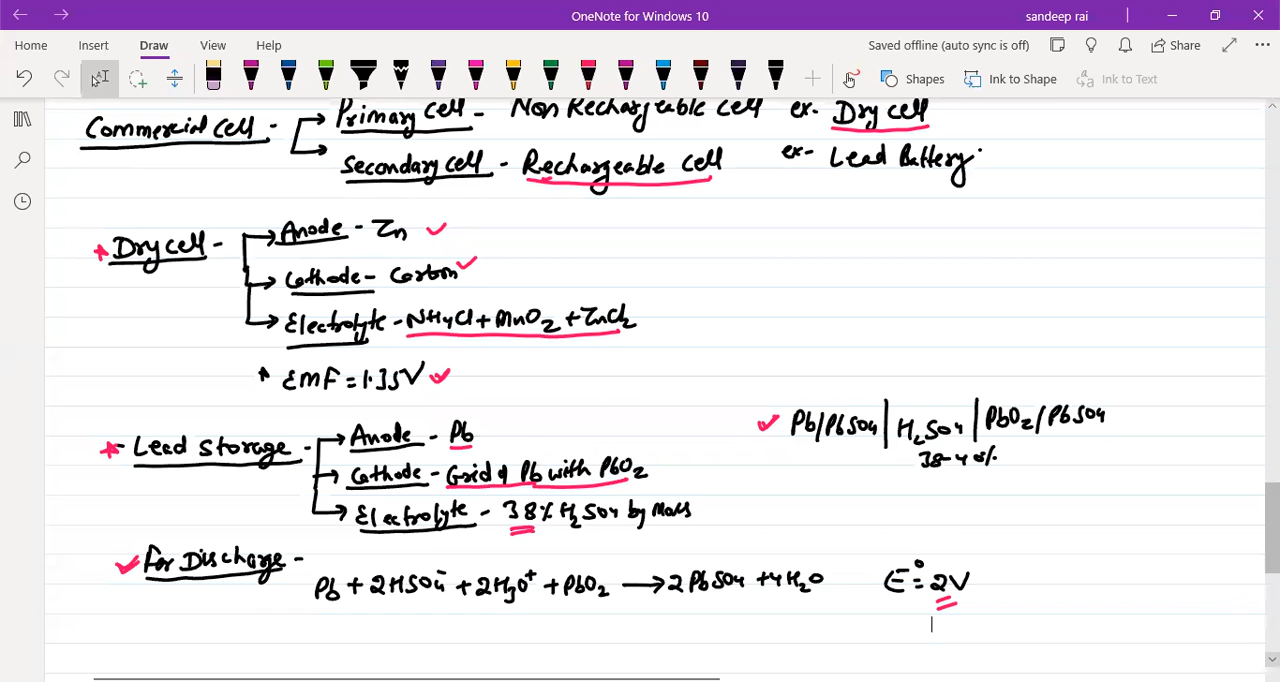 OneNote for Windows 10
sandeep rai
Home Insert Draw View Help
Saved offline (auto sync is off) Share
Shapes Ink to Shape Ink to Text
Commercial cell - Primary cell - Non Rechargeable cell ex- Dry cell
Secondary cell - Rechargeable cell ex- Lead Battery
Dry cell - Anode - Zn
Cathode - Carbon
Electrolyte - NH4Cl + MnO2 + ZnCl2
EMF = 1.35V
Pb/PbSO4 | H2SO4 | PbO2/PbSO4
38-40%
Lead Storage - Anode - Pb
Cathode - Grid of Pb with PbO2
Electrolyte - 38% H2SO4 by Mass
For Discharge -
Pb + 2HSO4⁻ + 2H3O⁺ + PbO2 → 2PbSO4 + 4H2O E° = 2V